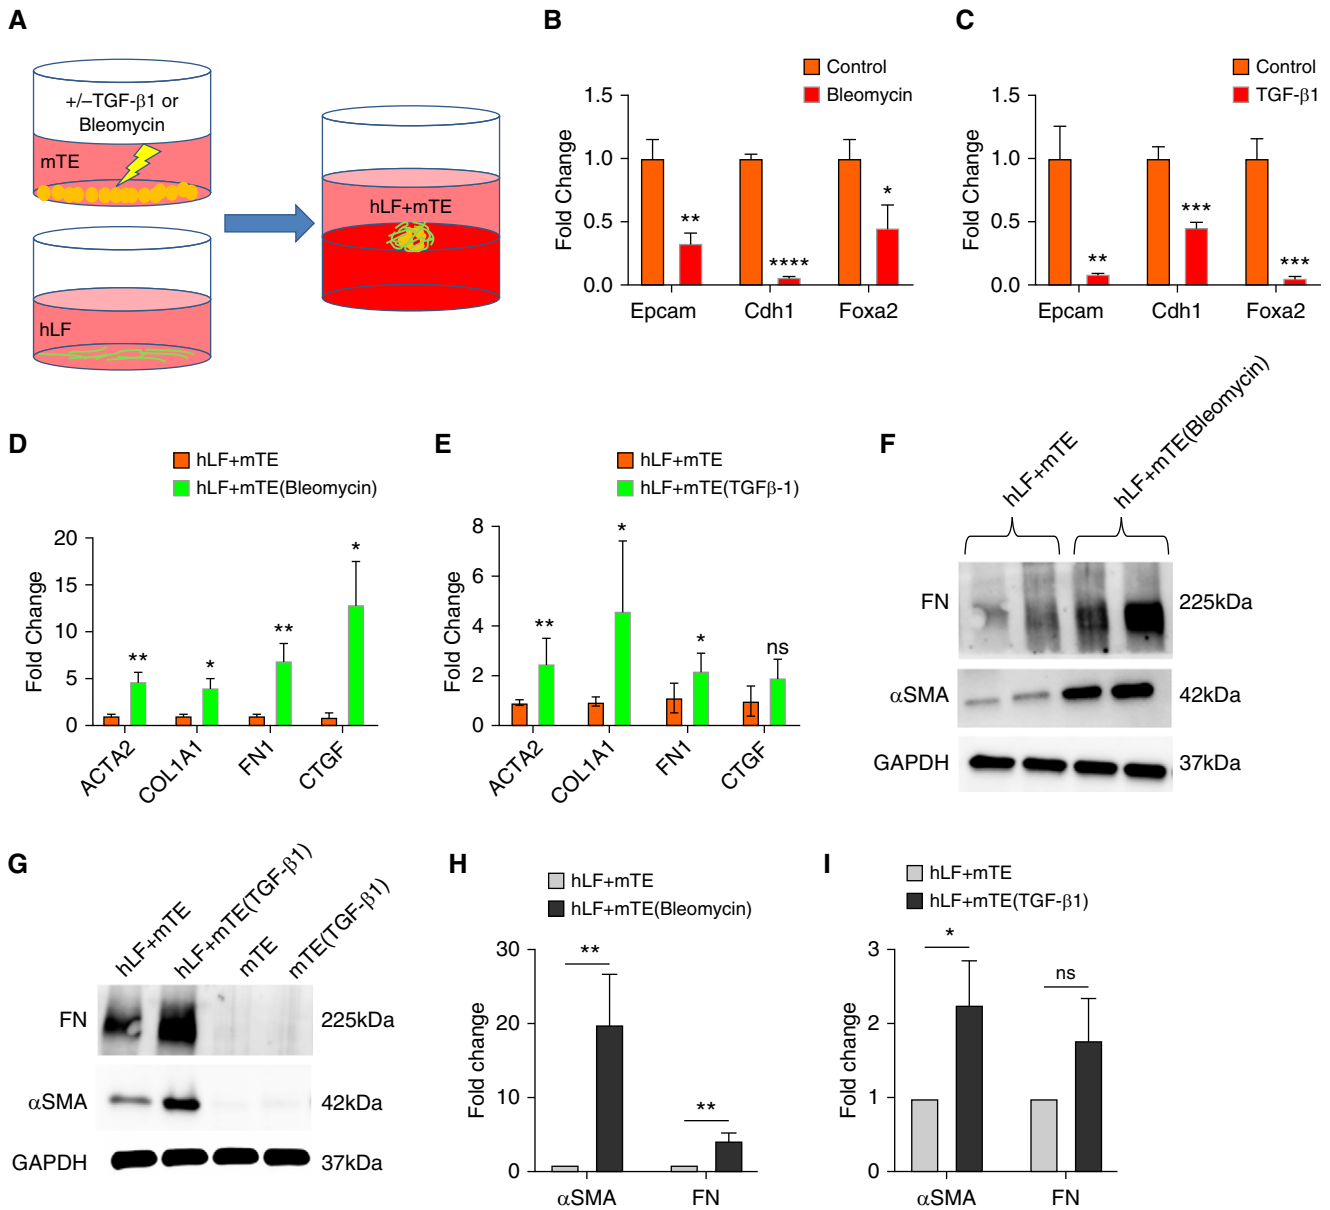 A
+/–TGF-β1 or
Bleomycin
mTE
hLF
hLF+mTE
B
Control
Bleomycin
Fold Change
1.5
1.0
0.5
0.0
**
****
*
Epcam
Cdh1
Foxa2
C
Control
TGF-β1
Fold Change
1.5
1.0
0.5
0.0
**
***
***
Epcam
Cdh1
Foxa2
D
hLF+mTE
hLF+mTE(Bleomycin)
Fold Change
20
15
10
5
0
**
*
**
*
ACTA2
COL1A1
FN1
CTGF
E
hLF+mTE
hLF+mTE(TGFβ-1)
Fold Change
8
6
4
2
0
**
*
*
ns
ACTA2
COL1A1
FN1
CTGF
F
hLF+mTE
hLF+mTE(Bleomycin)
FN
225kDa
αSMA
42kDa
GAPDH
37kDa
G
hLF+mTE
hLF+mTE(TGF-β1)
mTE
mTE(TGF-β1)
FN
225kDa
αSMA
42kDa
GAPDH
37kDa
H
hLF+mTE
hLF+mTE(Bleomycin)
Fold change
30
20
10
0
**
**
αSMA
FN
I
hLF+mTE
hLF+mTE(TGF-β1)
Fold change
3
2
1
0
*
ns
αSMA
FN